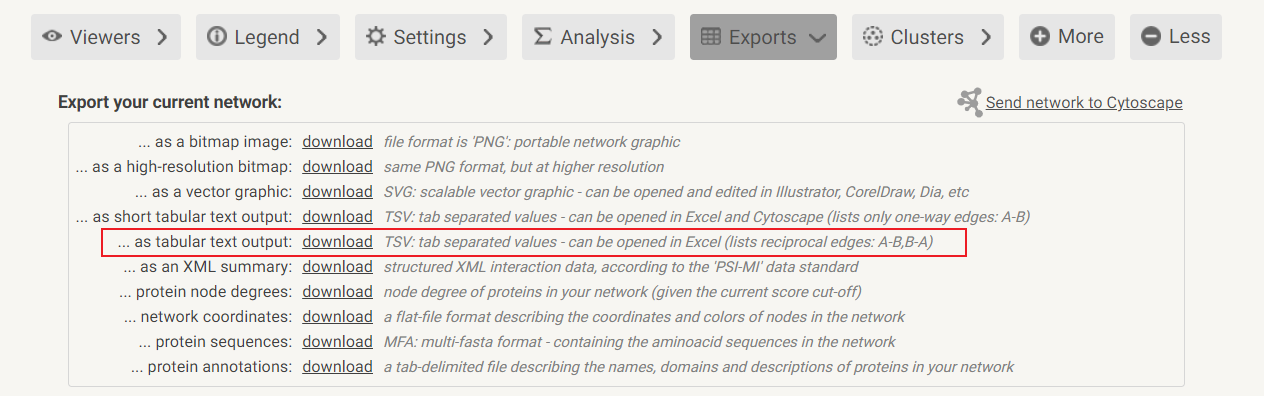 Viewers Legend Settings Analysis Exports Clusters More Less
Export your current network: Send network to Cytoscape
... as a bitmap image: download file format is 'PNG': portable network graphic
... as a high-resolution bitmap: download same PNG format, but at higher resolution
... as a vector graphic: download SVG: scalable vector graphic - can be opened and edited in Illustrator, CorelDraw, Dia, etc
... as short tabular text output: download TSV: tab separated values - can be opened in Excel and Cytoscape (lists only one-way edges: A-B)
... as tabular text output: download TSV: tab separated values - can be opened in Excel (lists reciprocal edges: A-B,B-A)
... as an XML summary: download structured XML interaction data, according to the 'PSI-MI' data standard
... protein node degrees: download node degree of proteins in your network (given the current score cut-off)
... network coordinates: download a flat-file format describing the coordinates and colors of nodes in the network
... protein sequences: download MFA: multi-fasta format - containing the aminoacid sequences in the network
... protein annotations: download a tab-delimited file describing the names, domains and descriptions of proteins in your network